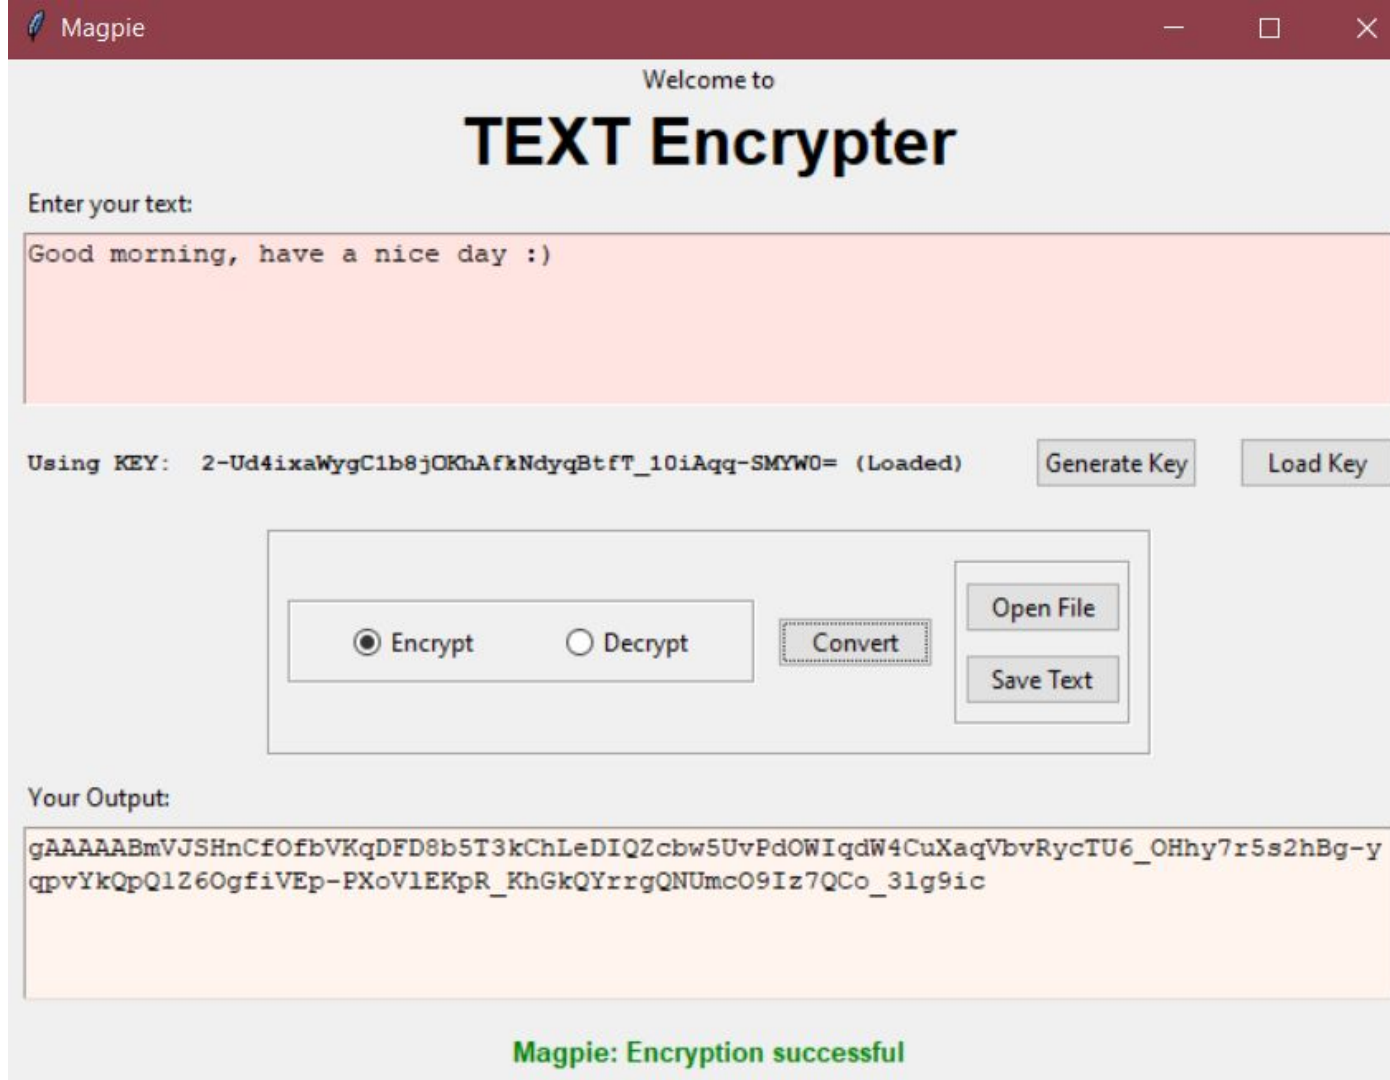 Magpie
Welcome to
TEXT Encrypter
Enter your text:
Good morning, have a nice day :)
Using KEY: 2-Ud4ixaWygC1b8jOKhAfkNdyqBtfT_10iAqq-SMYW0= (Loaded)
Generate Key
Load Key
Encrypt
Decrypt
Convert
Open File
Save Text
Your Output:
gAAAAABmVJSHnCfOfbVKqDFD8b5T3kChLeDIQZcbw5UvPdOWIqdW4CuXaqVbvRycTU6_OHhy7r5s2hBg-y
qpvYkQpQ1Z6OgfiVEp-PXoVlEKpR_KhGkQYrrgQNUmcO9Iz7QCo_3lg9ic
Magpie: Encryption successful